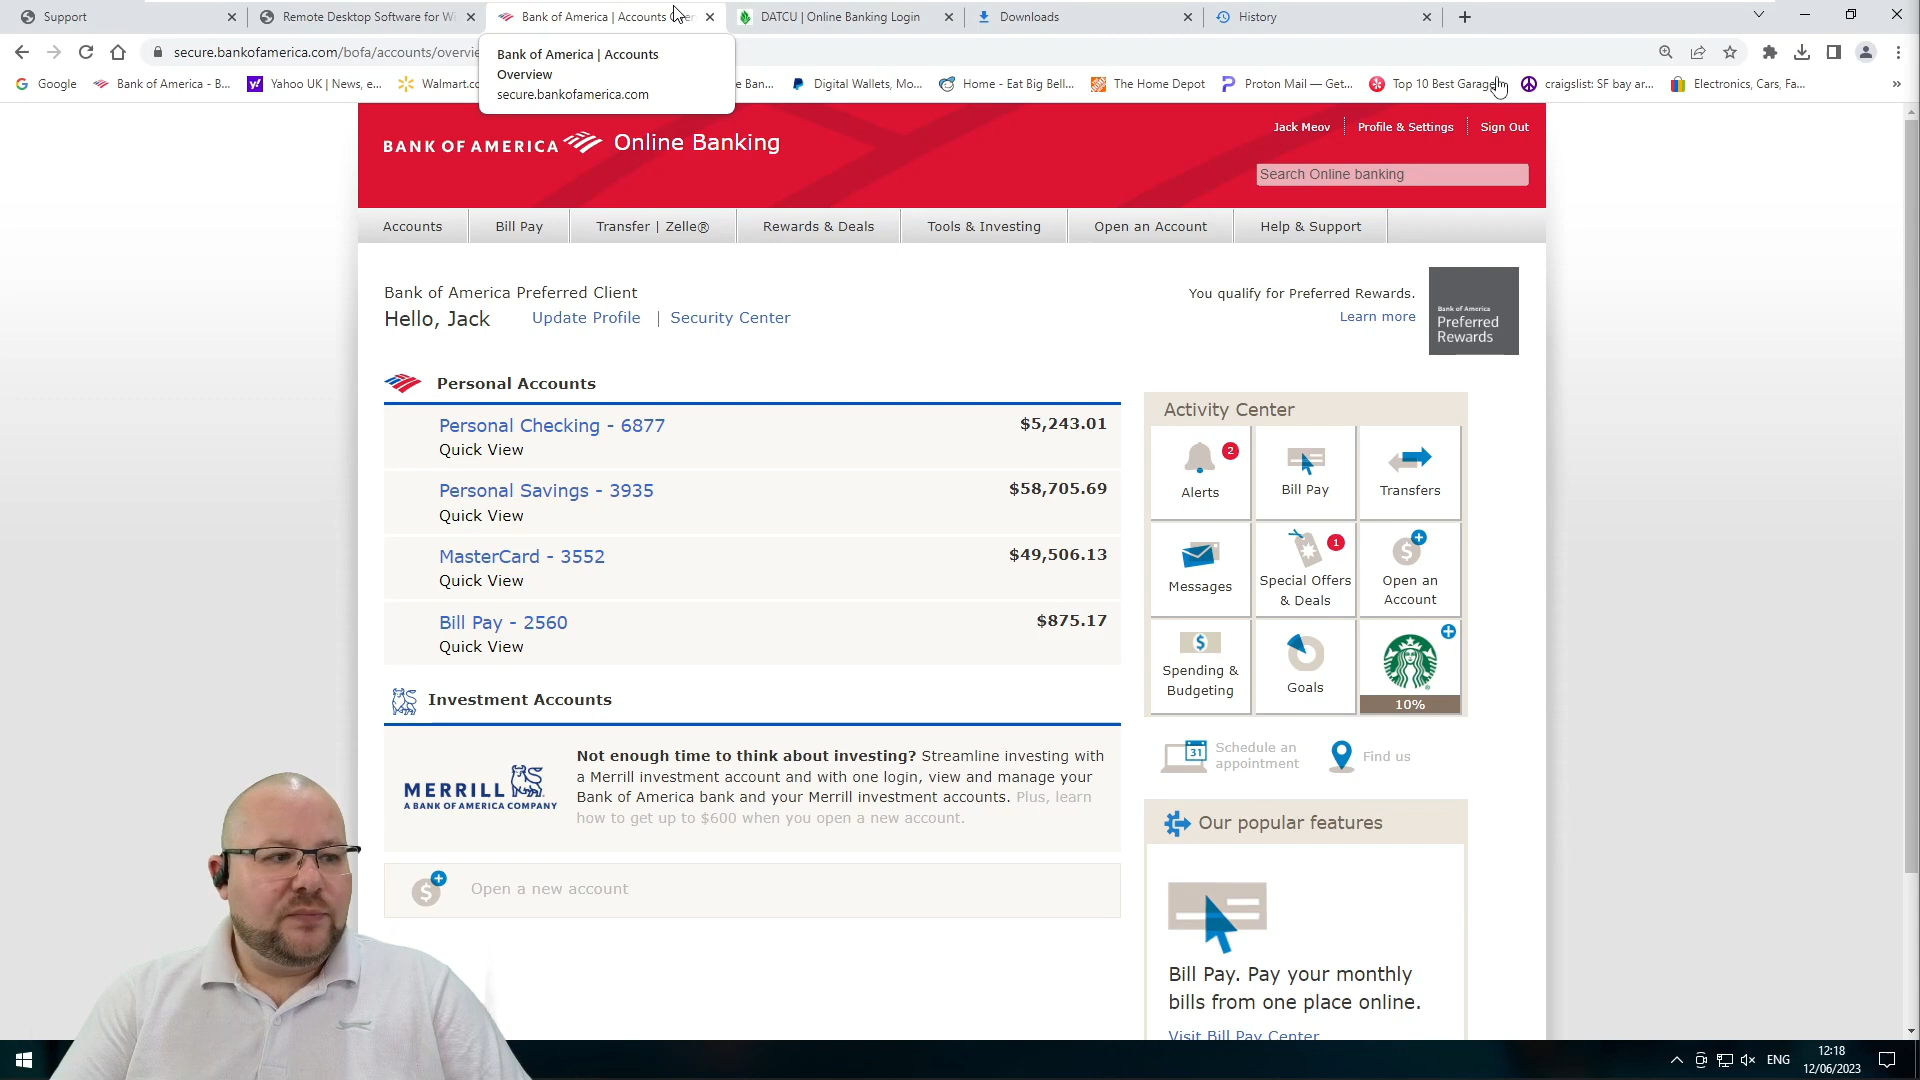 Support
Remote Desktop Software for Wi
Bank of America | Accounts Over
DATCU | Online Banking Login
Downloads
History
secure.bankofamerica.com/bofa/accounts/overvie
Bank of America | Accounts
Overview
secure.bankofamerica.com
Google
Bank of America - B...
Yahoo UK | News, e...
Walmart.co
e Ban...
Digital Wallets, Mo...
Home - Eat Big Bell...
The Home Depot
Proton Mail — Get...
Top 10 Best Garage
craigslist: SF bay ar...
Electronics, Cars, Fa...
»
BANK OF AMERICA Online Banking
Jack Meov
Profile & Settings
Sign Out
Search Online banking
Accounts
Bill Pay
Transfer | Zelle®
Rewards & Deals
Tools & Investing
Open an Account
Help & Support
Bank of America Preferred Client
Hello, Jack Update Profile | Security Center
You qualify for Preferred Rewards.
Learn more
Bank of America
Preferred
Rewards
Personal Accounts
Personal Checking - 6877 $5,243.01
Quick View
Personal Savings - 3935 $58,705.69
Quick View
MasterCard - 3552 $49,506.13
Quick View
Bill Pay - 2560 $875.17
Quick View
Investment Accounts
MERRILL
A BANK OF AMERICA COMPANY
Not enough time to think about investing? Streamline investing with
a Merrill investment account and with one login, view and manage your
Bank of America bank and your Merrill investment accounts. Plus, learn
how to get up to $600 when you open a new account.
$ Open a new account
Activity Center
2
Alerts
Bill Pay
Transfers
Messages
1
Special Offers
& Deals
$
Open an
Account
$
Spending &
Budgeting
Goals
10%
31
Schedule an
appointment
Find us
Our popular features
Bill Pay. Pay your monthly
bills from one place online.
Visit Bill Pay Center
ENG
12:18
12/06/2023